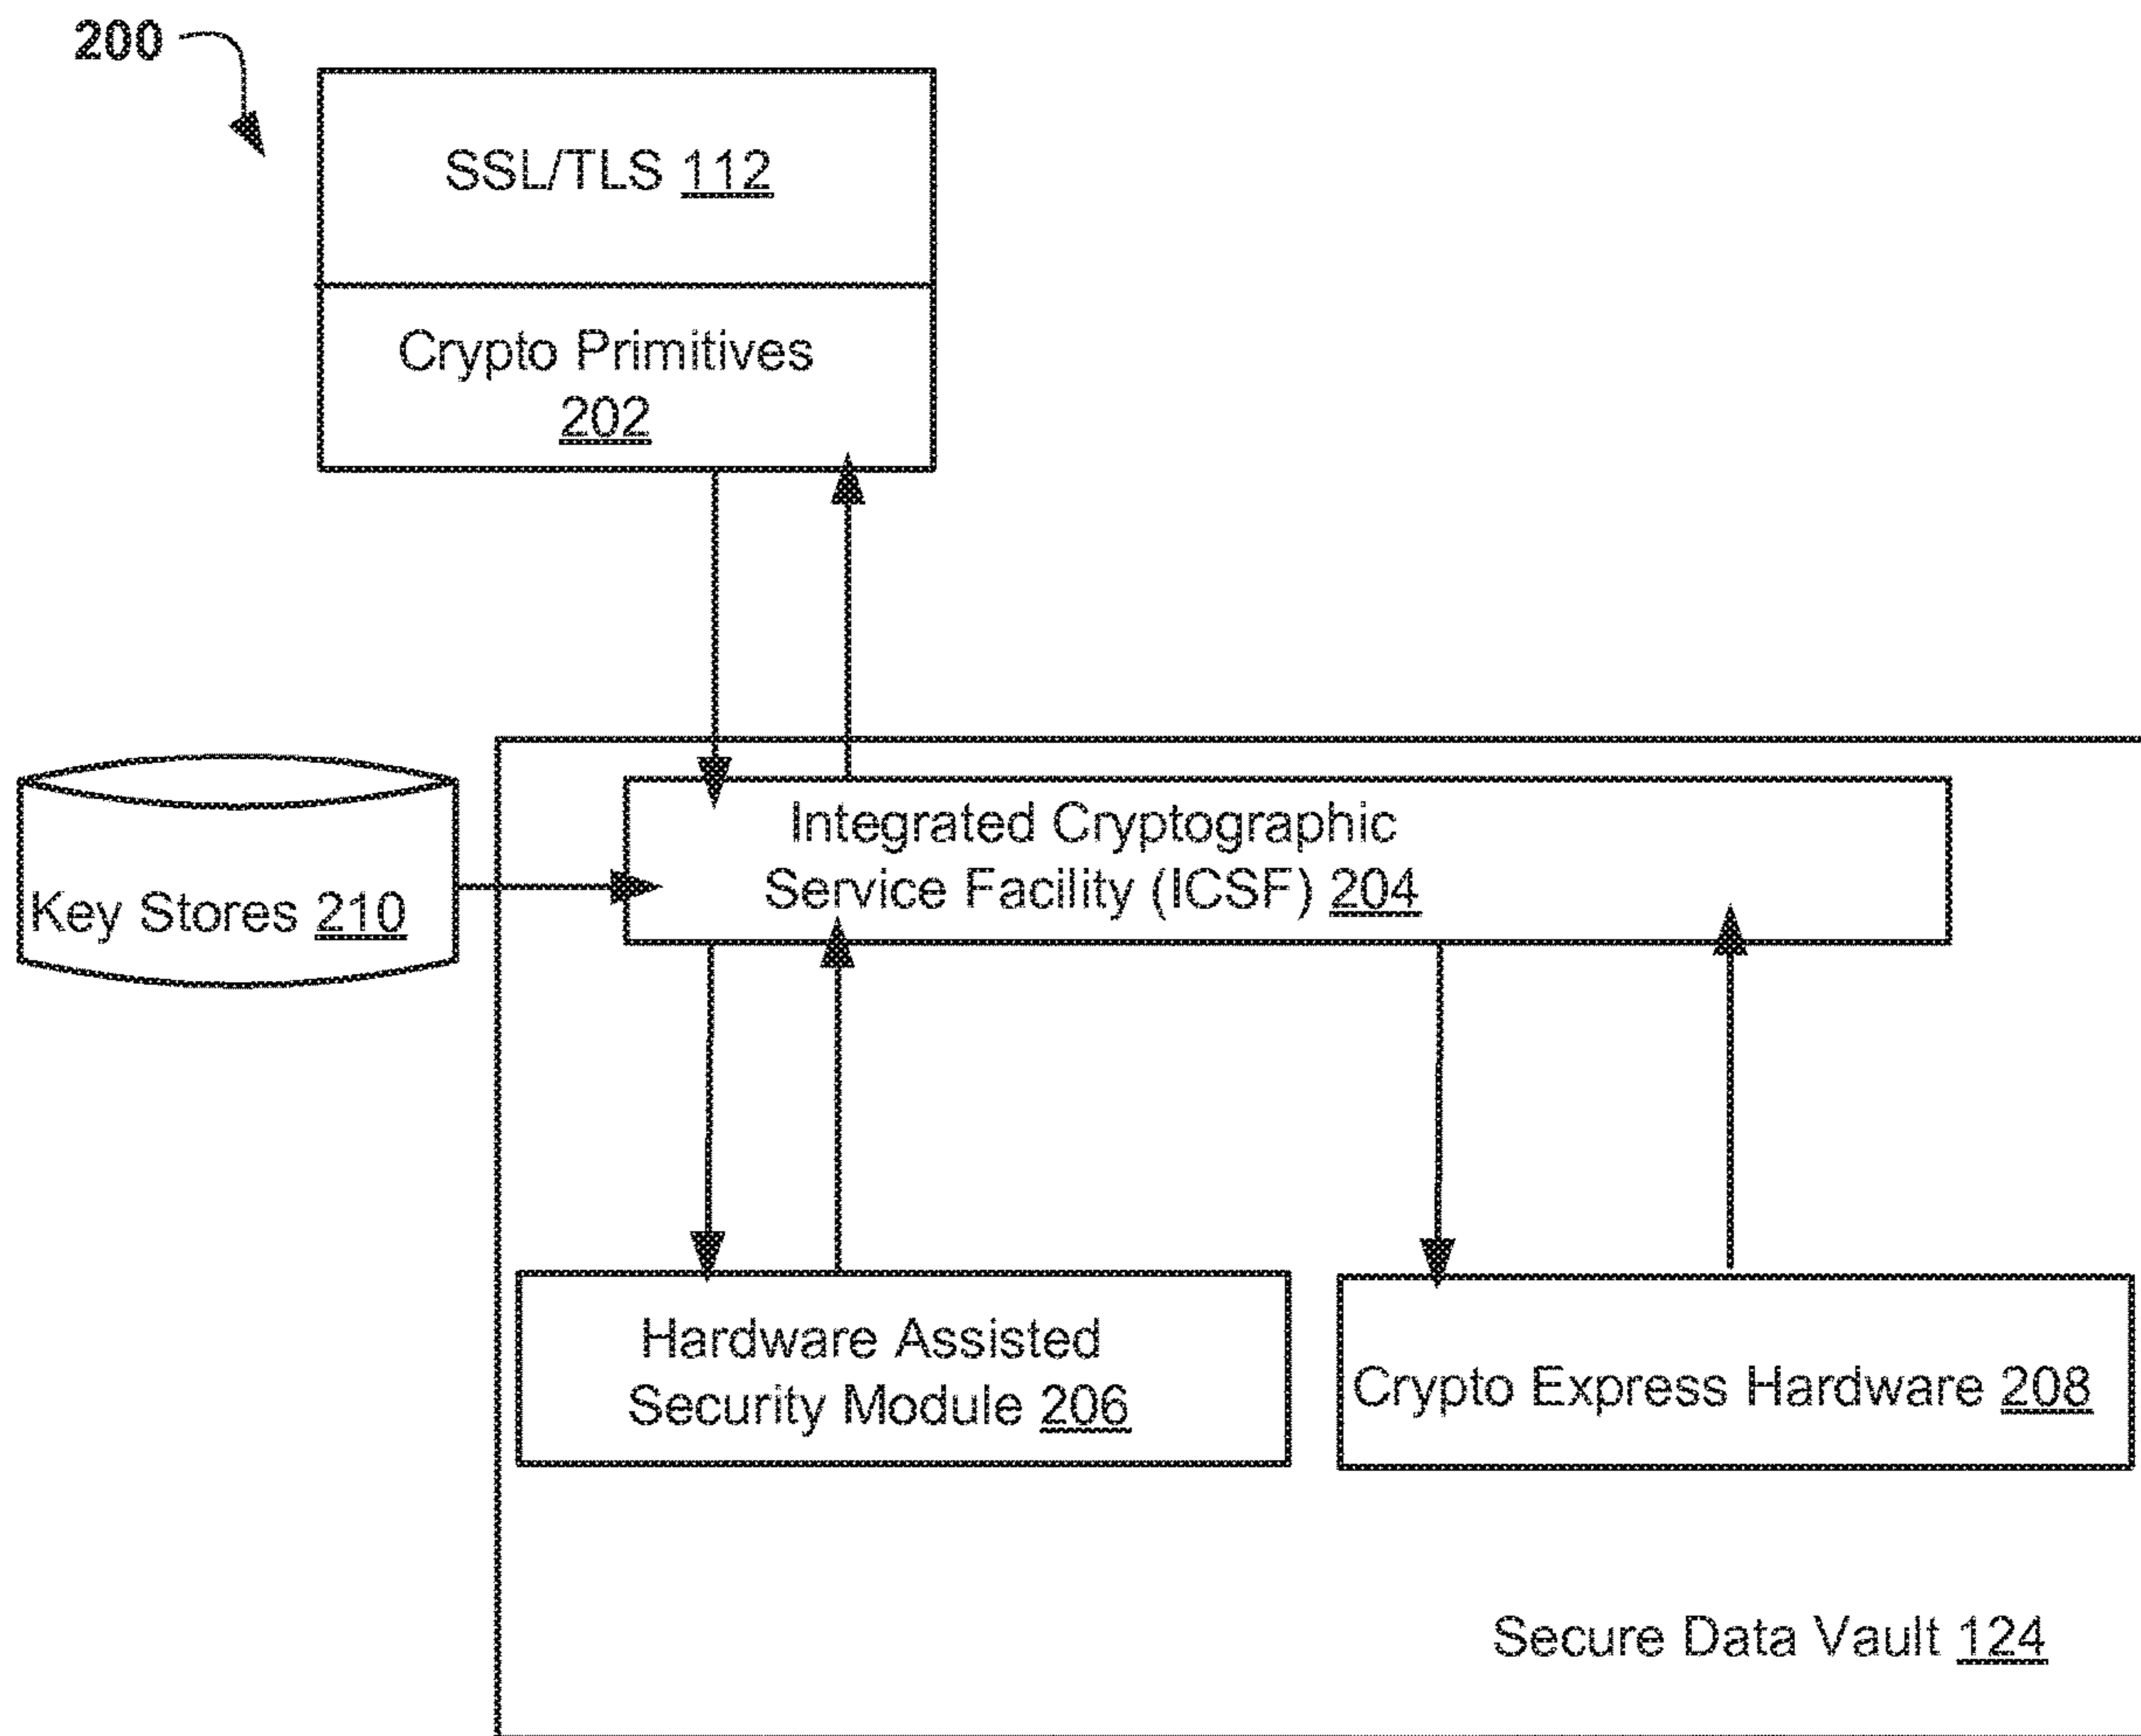 200
SSL/TLS 112
Crypto Primitives
202
Integrated Cryptographic
Service Facility (ICSF) 204
Key Stores 210
Hardware Assisted
Security Module 206
Crypto Express Hardware 208
Secure Data Vault 124